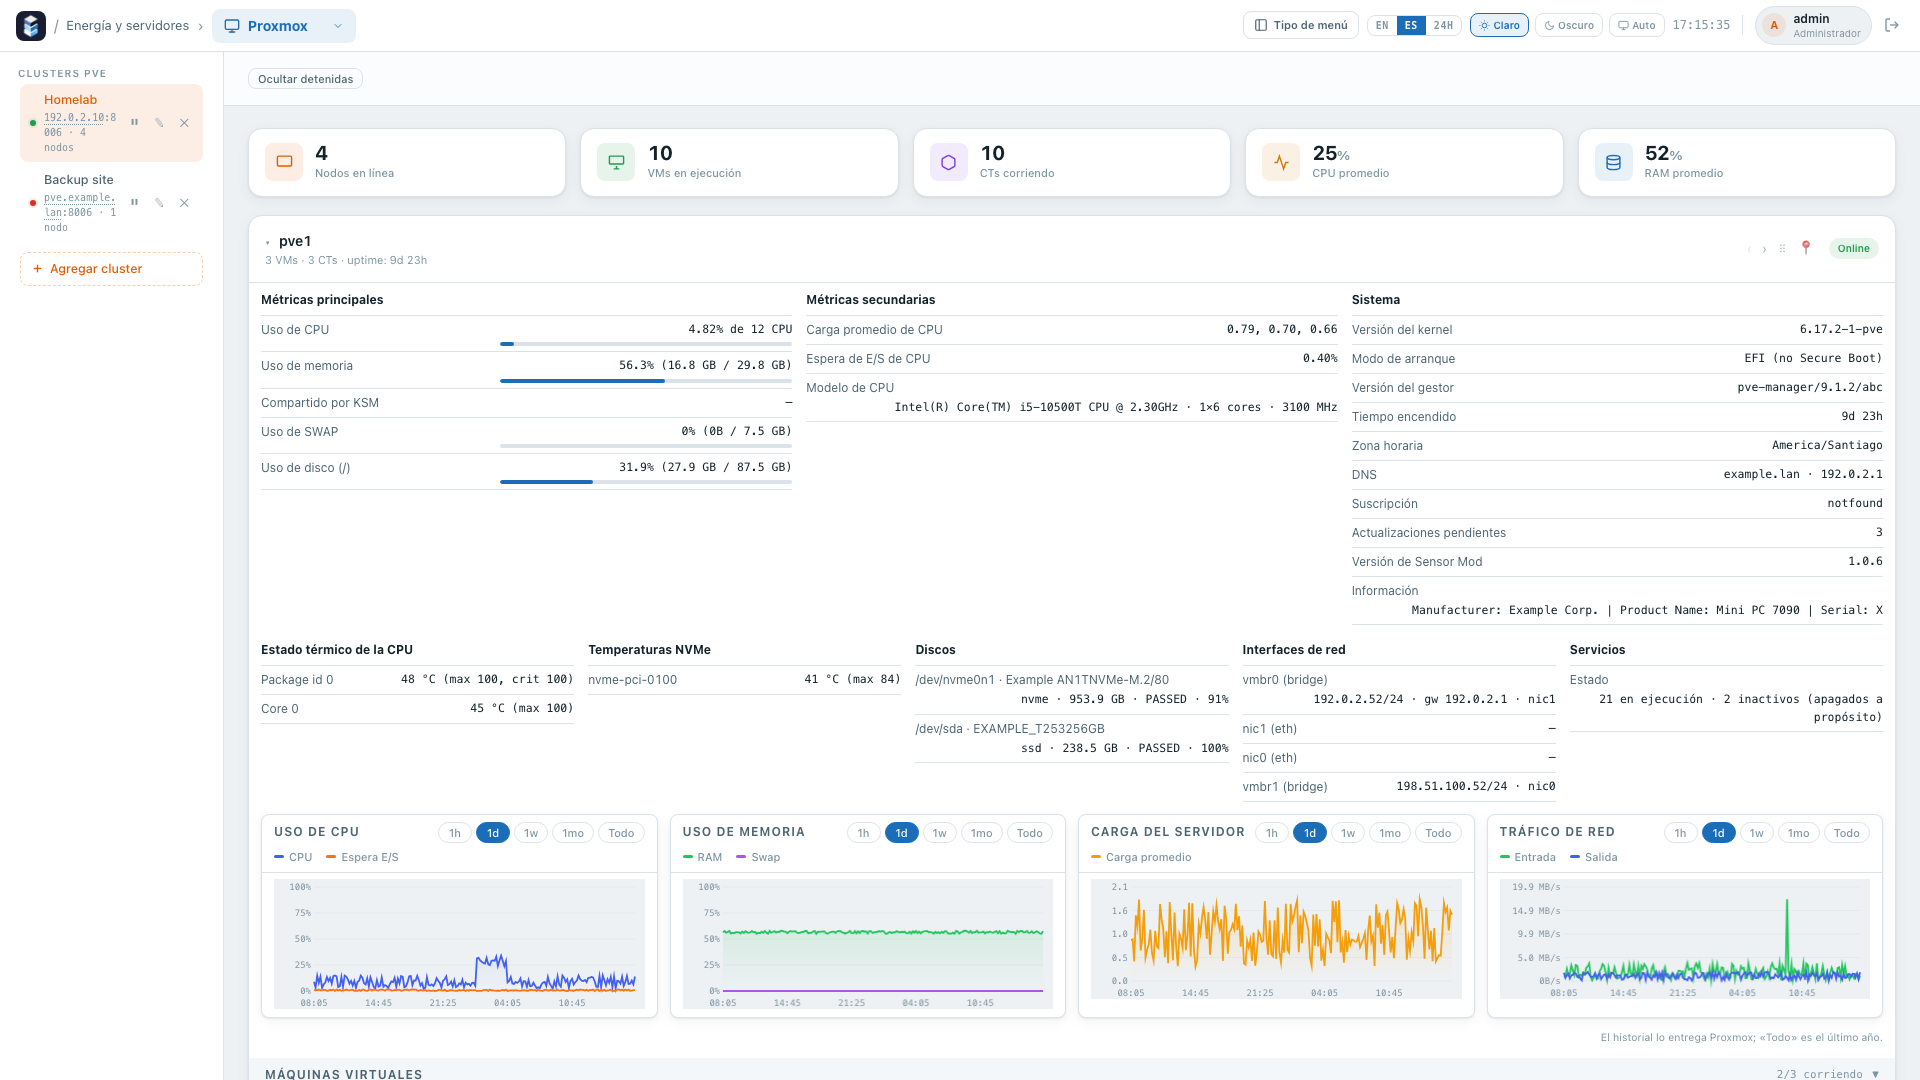 / Energía y servidores › Proxmox
Tipo de menú
EN ES 24H
Claro
Oscuro
Auto
17:15:35
A
admin
Administrador
CLUSTERS PVE
Homelab
192.0.2.10:8
006 · 4
nodos
Backup site
pve.example.
lan:8006 · 1
nodo
+ Agregar cluster
Ocultar detenidas
4
Nodos en línea
10
VMs en ejecución
10
CTs corriendo
25%
CPU promedio
52%
RAM promedio
pve1
3 VMs · 3 CTs · uptime: 9d 23h
Online
Métricas principales
Uso de CPU 4.82% de 12 CPU
Uso de memoria 56.3% (16.8 GB / 29.8 GB)
Compartido por KSM —
Uso de SWAP 0% (0B / 7.5 GB)
Uso de disco (/) 31.9% (27.9 GB / 87.5 GB)
Métricas secundarias
Carga promedio de CPU 0.79, 0.70, 0.66
Espera de E/S de CPU 0.40%
Modelo de CPU
Intel(R) Core(TM) i5-10500T CPU @ 2.30GHz · 1×6 cores · 3100 MHz
Sistema
Versión del kernel 6.17.2-1-pve
Modo de arranque EFI (no Secure Boot)
Versión del gestor pve-manager/9.1.2/abc
Tiempo encendido 9d 23h
Zona horaria America/Santiago
DNS example.lan · 192.0.2.1
Suscripción notfound
Actualizaciones pendientes 3
Versión de Sensor Mod 1.0.6
Información
Manufacturer: Example Corp. | Product Name: Mini PC 7090 | Serial: X
Estado térmico de la CPU
Package id 0 48 °C (max 100, crit 100)
Core 0 45 °C (max 100)
Temperaturas NVMe
nvme-pci-0100 41 °C (max 84)
Discos
/dev/nvme0n1 · Example AN1TNVMe-M.2/80
nvme · 953.9 GB · PASSED · 91%
/dev/sda · EXAMPLE_T253256GB
ssd · 238.5 GB · PASSED · 100%
Interfaces de red
vmbr0 (bridge)
192.0.2.52/24 · gw 192.0.2.1 · nic1
nic1 (eth) —
nic0 (eth) —
vmbr1 (bridge) 198.51.100.52/24 · nic0
Servicios
Estado
21 en ejecución · 2 inactivos (apagados a
propósito)
USO DE CPU 1h 1d 1w 1mo Todo
CPU Espera E/S
100%
75%
50%
25%
0%
08:05 14:45 21:25 04:05 10:45
USO DE MEMORIA 1h 1d 1w 1mo Todo
RAM Swap
100%
75%
50%
25%
0%
08:05 14:45 21:25 04:05 10:45
CARGA DEL SERVIDOR 1h 1d 1w 1mo Todo
Carga promedio
2.1
1.6
1.0
0.5
0.0
08:05 14:45 21:25 04:05 10:45
TRÁFICO DE RED 1h 1d 1w 1mo Todo
Entrada Salida
19.9 MB/s
14.9 MB/s
9.9 MB/s
5.0 MB/s
0B/s
08:05 14:45 21:25 04:05 10:45
El historial lo entrega Proxmox; «Todo» es el último año.
MÁQUINAS VIRTUALES 2/3 corriendo ▼